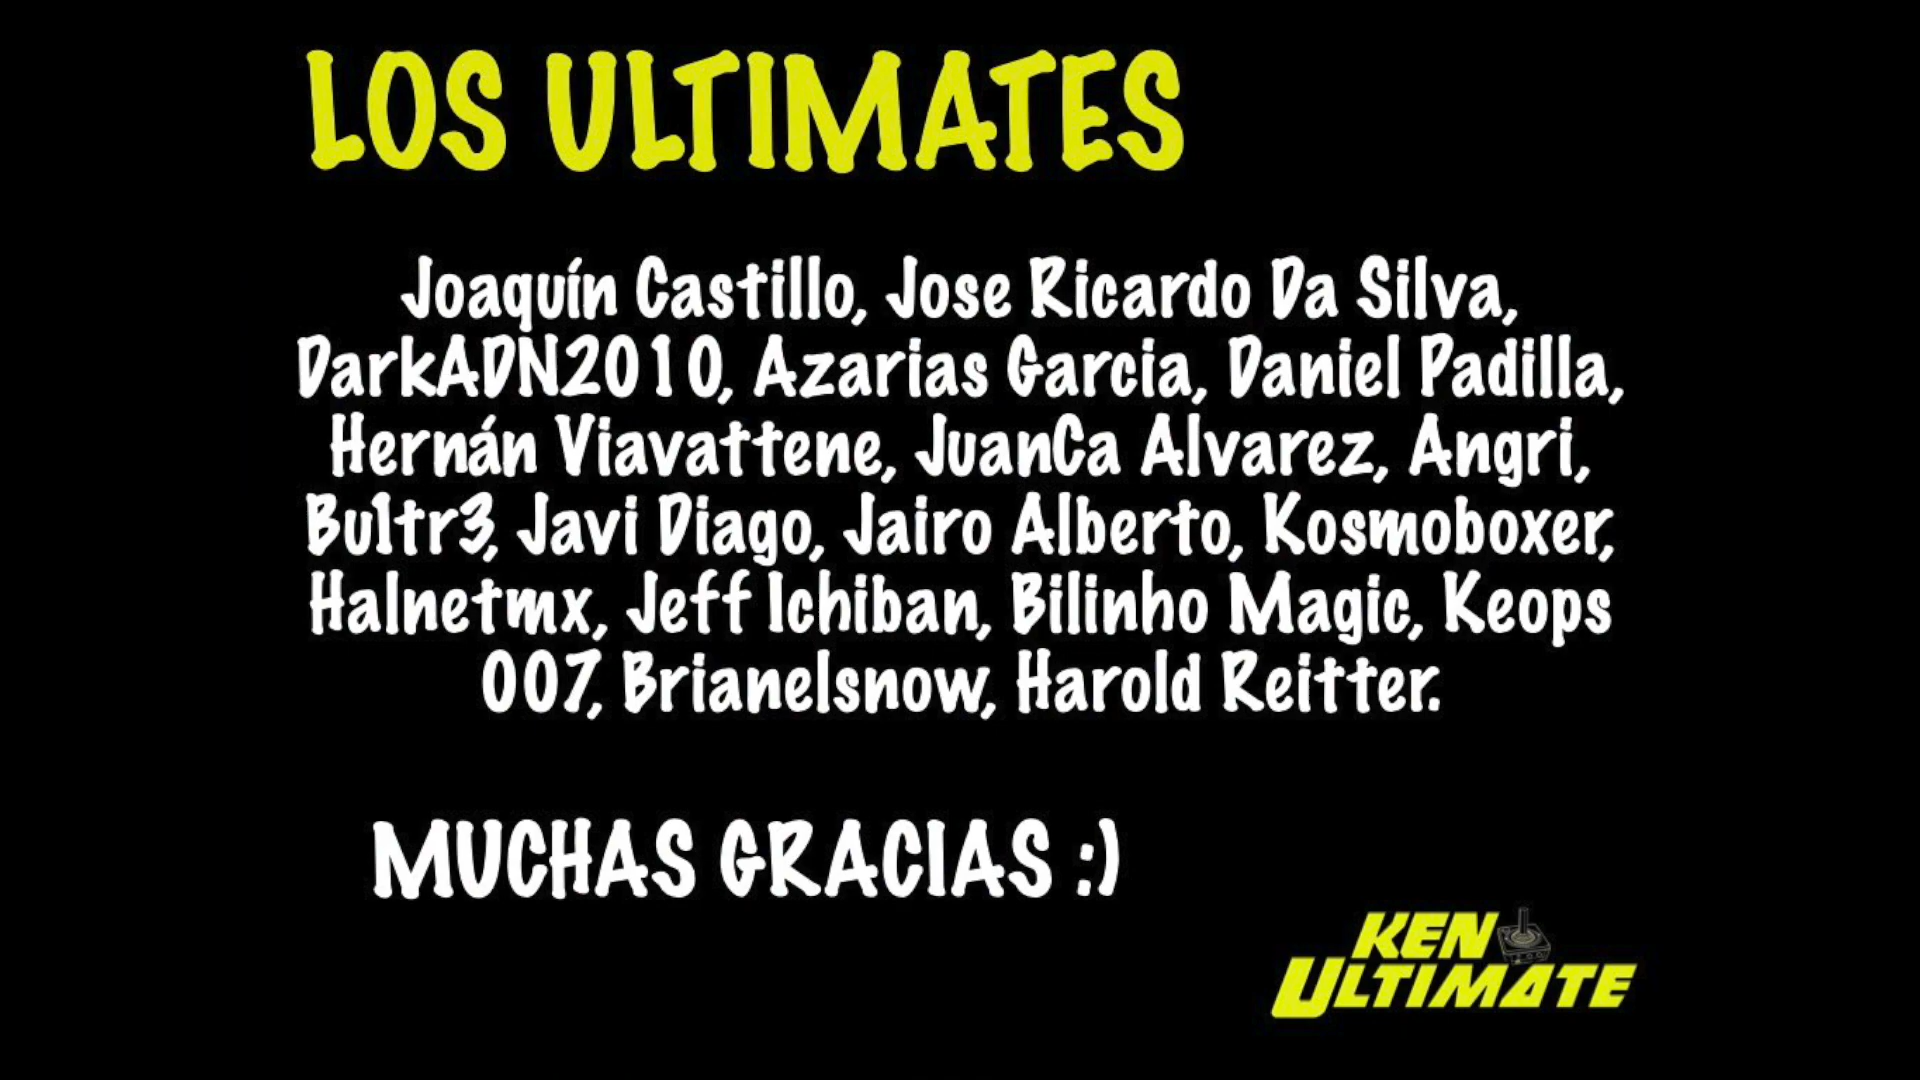 LOS ULTIMATES
Joaquín Castillo, Jose Ricardo Da Silva,
DarkADN2010, Azarias Garcia, Daniel Padilla,
Hernán Viavattene, JuanCa Alvarez, Angri,
Bu1tr3, Javi Diago, Jairo Alberto, Kosmoboxer,
Halnetmx, Jeff Ichiban, Bilinho Magic, Keops
007, Brianelsnow, Harold Reitter.
MUCHAS GRACIAS :)
KEN
ULTIMATE